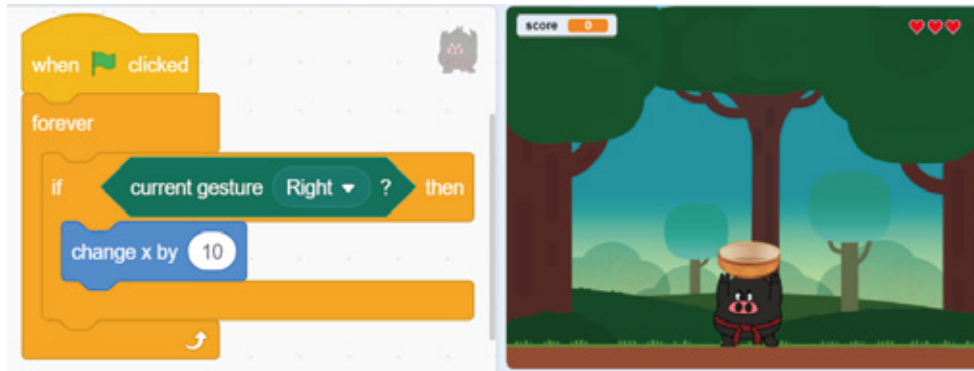 when clicked
forever
if current gesture Right ? then
change x by 10
score 0